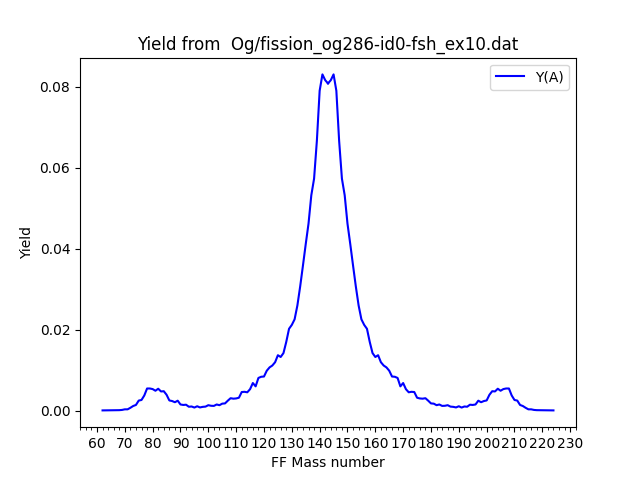 Yield from  Og/fission_og286-id0-fsh_ex10.dat
Y(A)
0.08
0.06
0.04
0.02
0.00
Yield
60 70 80 90 100 110 120 130 140 150 160 170 180 190 200 210 220 230
FF Mass number